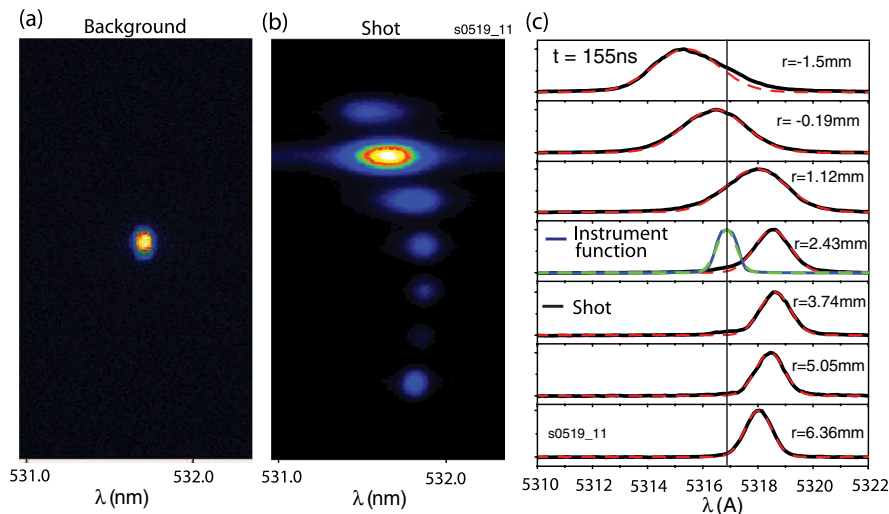 (a)
Background
531.0
532.0
λ (nm)
(b)
Shot
s0519_11
531.0
532.0
λ (nm)
(c)
t = 155ns
r=-1.5mm
r= -0.19mm
r=1.12mm
Instrument
function
r=2.43mm
Shot
r=3.74mm
r=5.05mm
s0519_11
r=6.36mm
5310 5312 5314 5316 5318 5320 5322
λ (A)